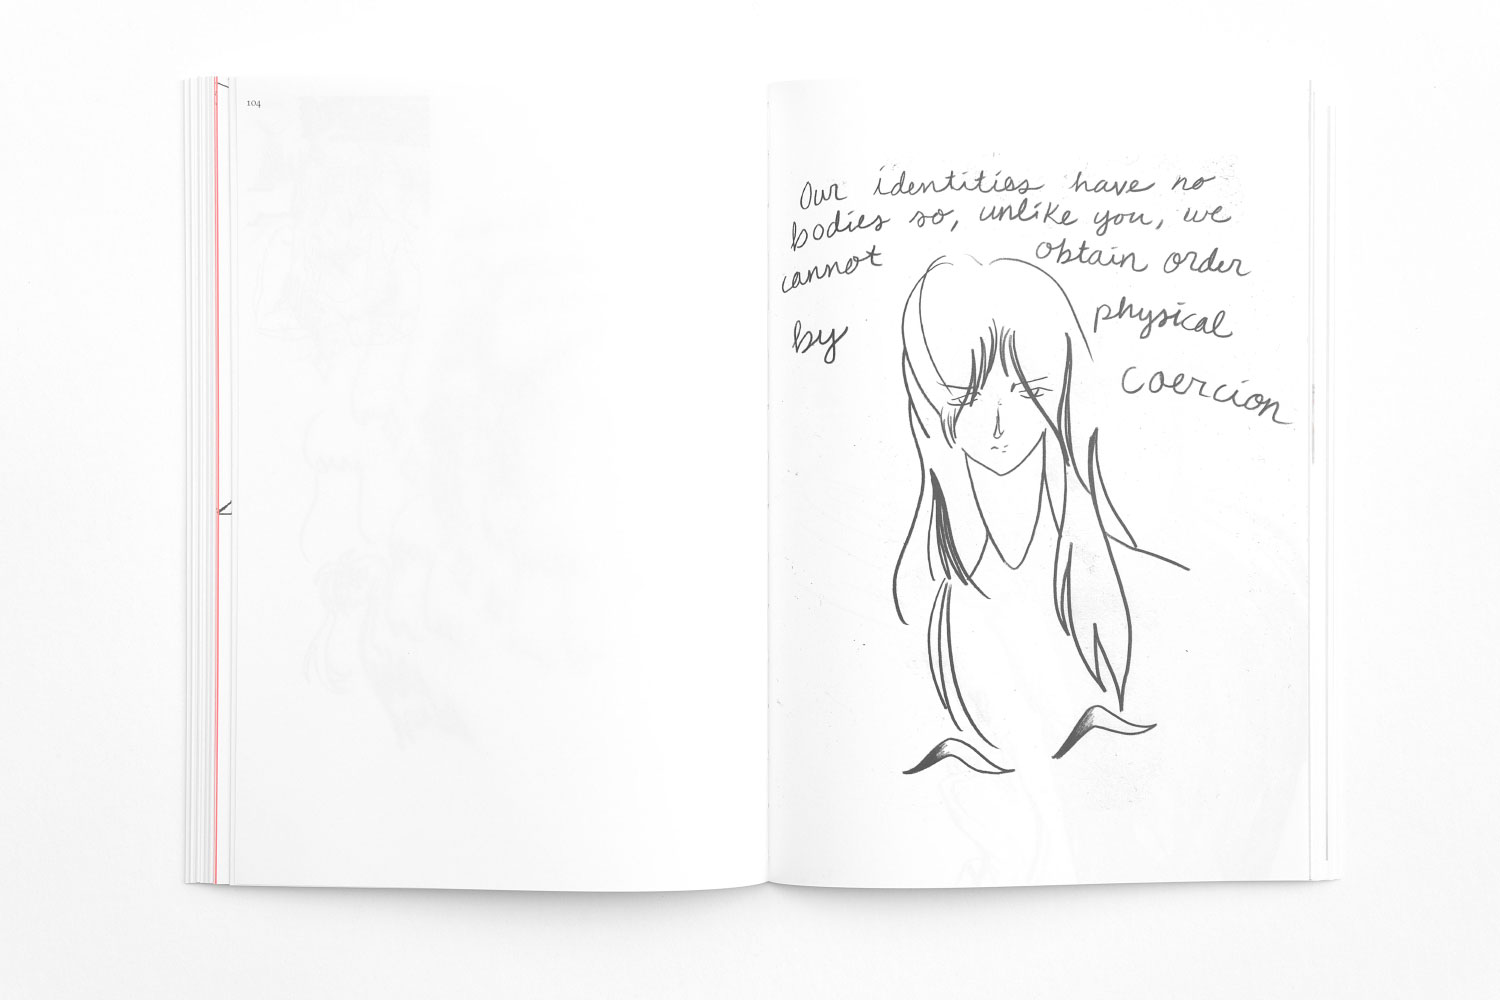 104
Our identities have no
bodies so, unlike you, we
cannot obtain order
by physical
coercion